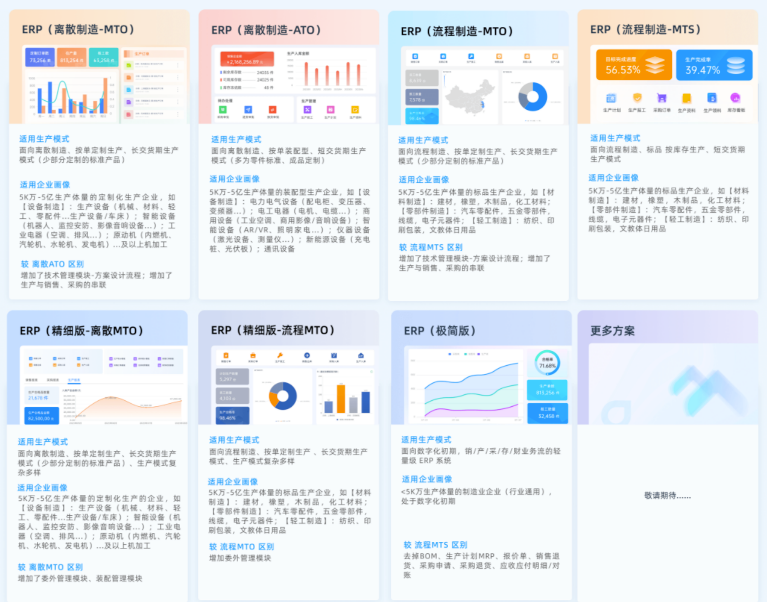 ERP（离散制造-MTO）
适用生产模式
面向离散制造、按单定制生产、长交货期生产
模式（少部分定制的标准产品）
适用企业画像
5K万-5亿生产体量的定制化生产企业，如
【设备制造】：生产设备（机械、材料、轻
工、零配件...生产设备/车床）；智能设备
（机器人、监控安防、影像音响设备...）；工
业电器（空调、排风...）；原动机（内燃机、
汽轮机、水轮机、发电机）...及以上机加工
较 离散ATO 区别
增加了技术管理模块-方案设计流程；增加了
生产与销售、采购的串联
ERP（离散制造-ATO）
适用生产模式
面向离散制造、按单装配型、短交货期生产
模式（多为零件标准、成品定制）
适用企业画像
5K万-5亿生产体量的装配型生产企业，如【设
备制造】：电力电气设备（配电柜、变压器、
变频器...）；电工电器（电机、电缆...）；商
用设备（工业空调、商用影像/音响设备）；智
能设备（AR/VR、照明家电...）；仪器设备
（激光设备、测量仪...）；新能源设备（充电
桩、光伏板）；通讯设备
ERP（流程制造-MTO）
适用生产模式
面向流程制造、按单定制生产、长交货期生
产模式（少部分定制的标准产品）
适用企业画像
5K万-5亿生产体量的标品生产企业，如【材
料制造】：建材，橡塑，木制品，化工材料；
【零部件制造】：汽车零配件，五金零部件，
线缆，电子元器件；【轻工制造】：纺织、印
刷包装，文教体日用品
较 流程MTS 区别
增加了技术管理模块-方案设计流程；增加了
生产与销售、采购的串联
ERP（流程制造-MTS）
目标完成进度
56.53%
生产完成率
39.47%
适用生产模式
面向流程制造、标品 按库存生产、短交货期
生产模式
适用企业画像
5K万-5亿生产体量的标品生产企业，如【材料
制造】：建材，橡塑，木制品，化工材料；
【零部件制造】：汽车零配件，五金零部件，
线缆，电子元器件；【轻工制造】：纺织、印
刷包装，文教体日用品
ERP（精细版-离散MTO）
适用生产模式
面向离散制造、按单定制生产、长交货期生产
模式（少部分定制的标准产品）、生产模式复
杂多样
适用企业画像
5K万-5亿生产体量的定制化生产的企业，如
【设备制造】：生产设备（机械、材料、轻
工、零配件...生产设备/车床）；智能设备（机
器人、监控安防、影像音响设备...）；工业电
器（空调、排风...）；原动机（内燃机、汽轮
机、水轮机、发电机）...及以上机加工
较 离散MTO 区别
增加了委外管理模块、装配管理模块
ERP（精细版-流程MTO）
适用生产模式
面向流程制造、按单定制生产 、长交货期生产
模式、生产模式复杂多样
适用企业画像
5K万-5亿生产体量的标品生产企业，如【材料
制造】：建材，橡塑，木制品，化工材料；
【零部件制造】：汽车零配件，五金零部件，
线缆，电子元器件；【轻工制造】：纺织、印
刷包装，文教体日用品
较 流程MTO 区别
增加委外管理模块
ERP（极简版）
71.68%
适用生产模式
面向数字化初期，销/产/采/存/财业务流的轻
量级 ERP 系统
适用企业画像
<5K万生产体量的制造业企业（行业通用），
处于数字化初期
较 流程MTS 区别
去掉BOM，生产计划MRP，报价单、销售退
货、采购申请、采购退货、应收应付明细/对
账
更多方案
敬请期待......